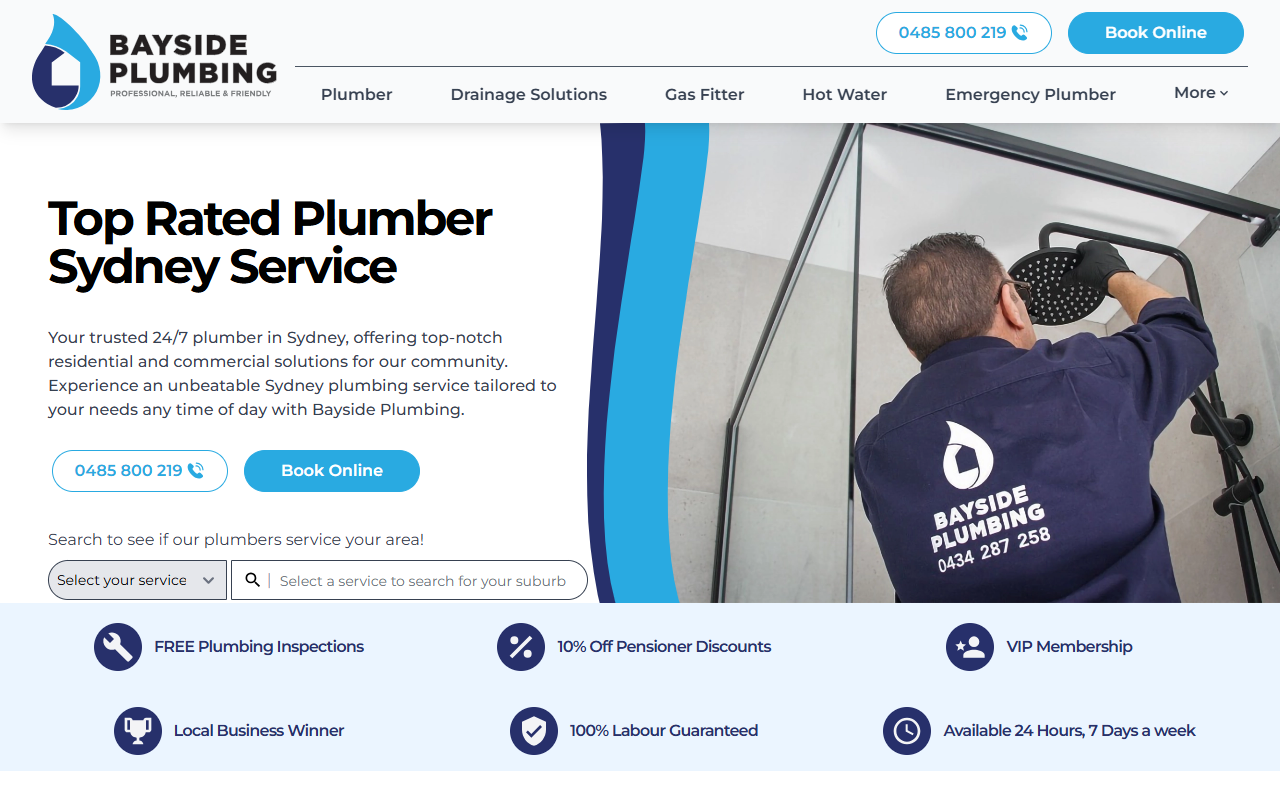 BAYSIDE
PLUMBING
PROFESSIONAL, RELIABLE & FRIENDLY
0485 800 219
Book Online
Plumber
Drainage Solutions
Gas Fitter
Hot Water
Emergency Plumber
More
Top Rated Plumber
Sydney Service
Your trusted 24/7 plumber in Sydney, offering top-notch
residential and commercial solutions for our community.
Experience an unbeatable Sydney plumbing service tailored to
your needs any time of day with Bayside Plumbing.
0485 800 219
Book Online
Search to see if our plumbers service your area!
Select your service
Select a service to search for your suburb
BAYSIDE
PLUMBING
0434 287 258
FREE Plumbing Inspections
10% Off Pensioner Discounts
VIP Membership
Local Business Winner
100% Labour Guaranteed
Available 24 Hours, 7 Days a week